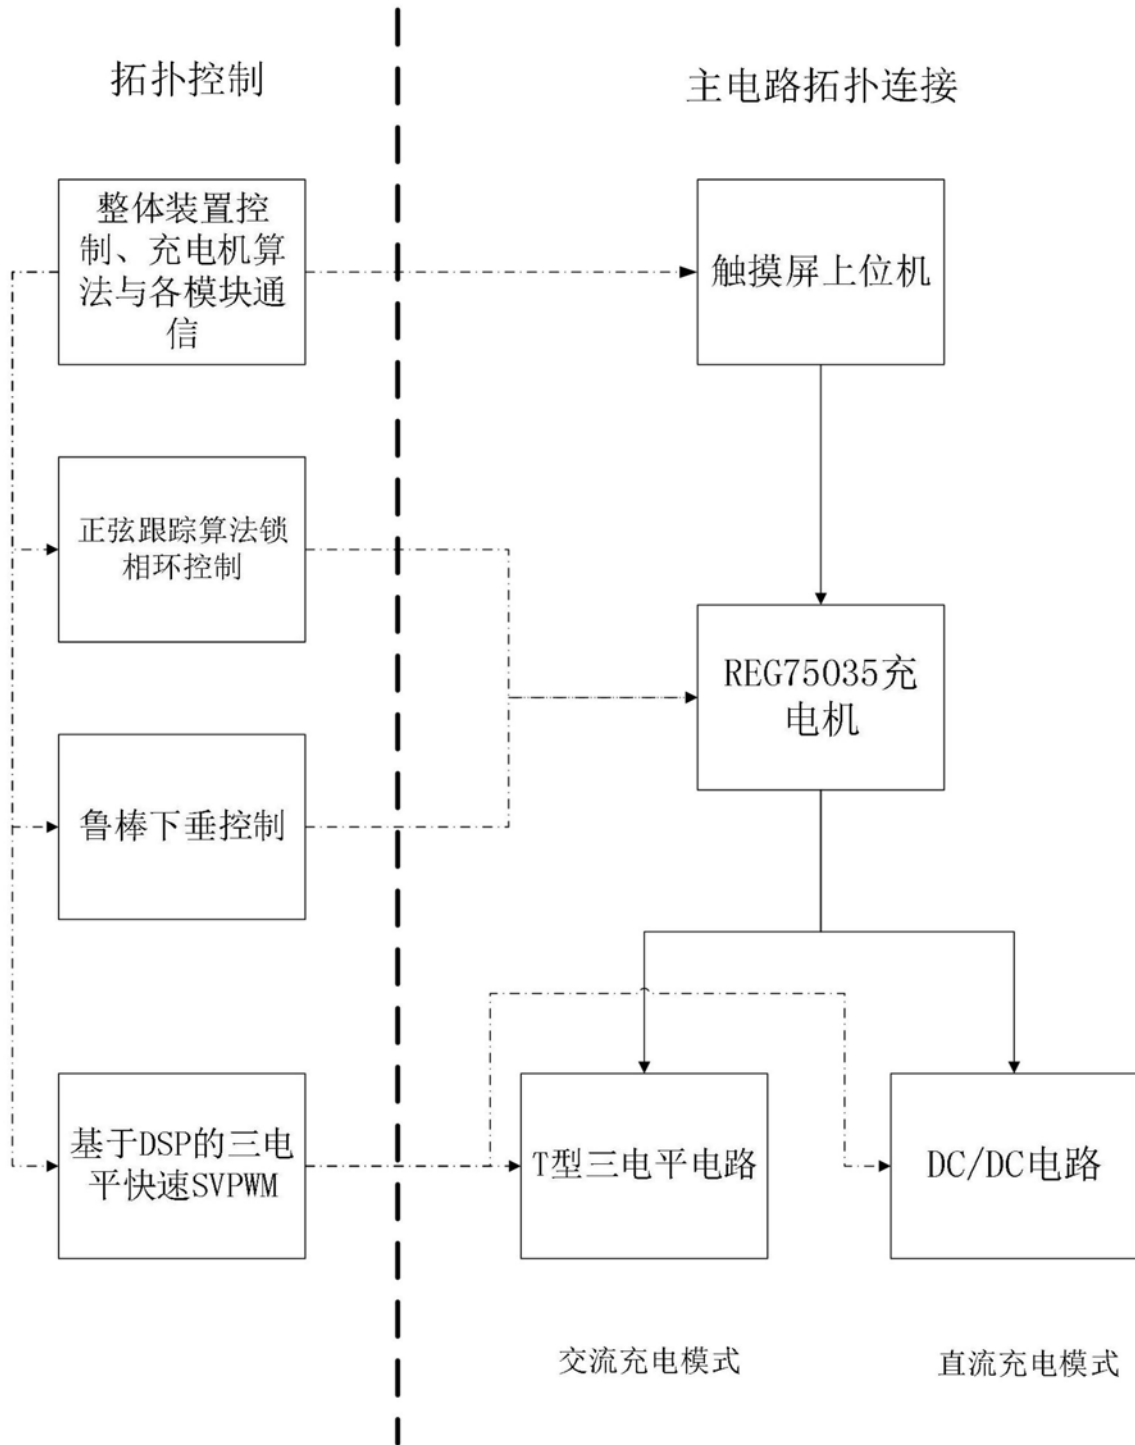 拓扑控制
主电路拓扑连接
整体装置控
制、充电机算
法与各模块通
信
触摸屏上位机
正弦跟踪算法锁
相环控制
REG75035充
电机
鲁棒下垂控制
基于DSP的三电
平快速SVPWM
T型三电平电路
DC/DC电路
交流充电模式
直流充电模式